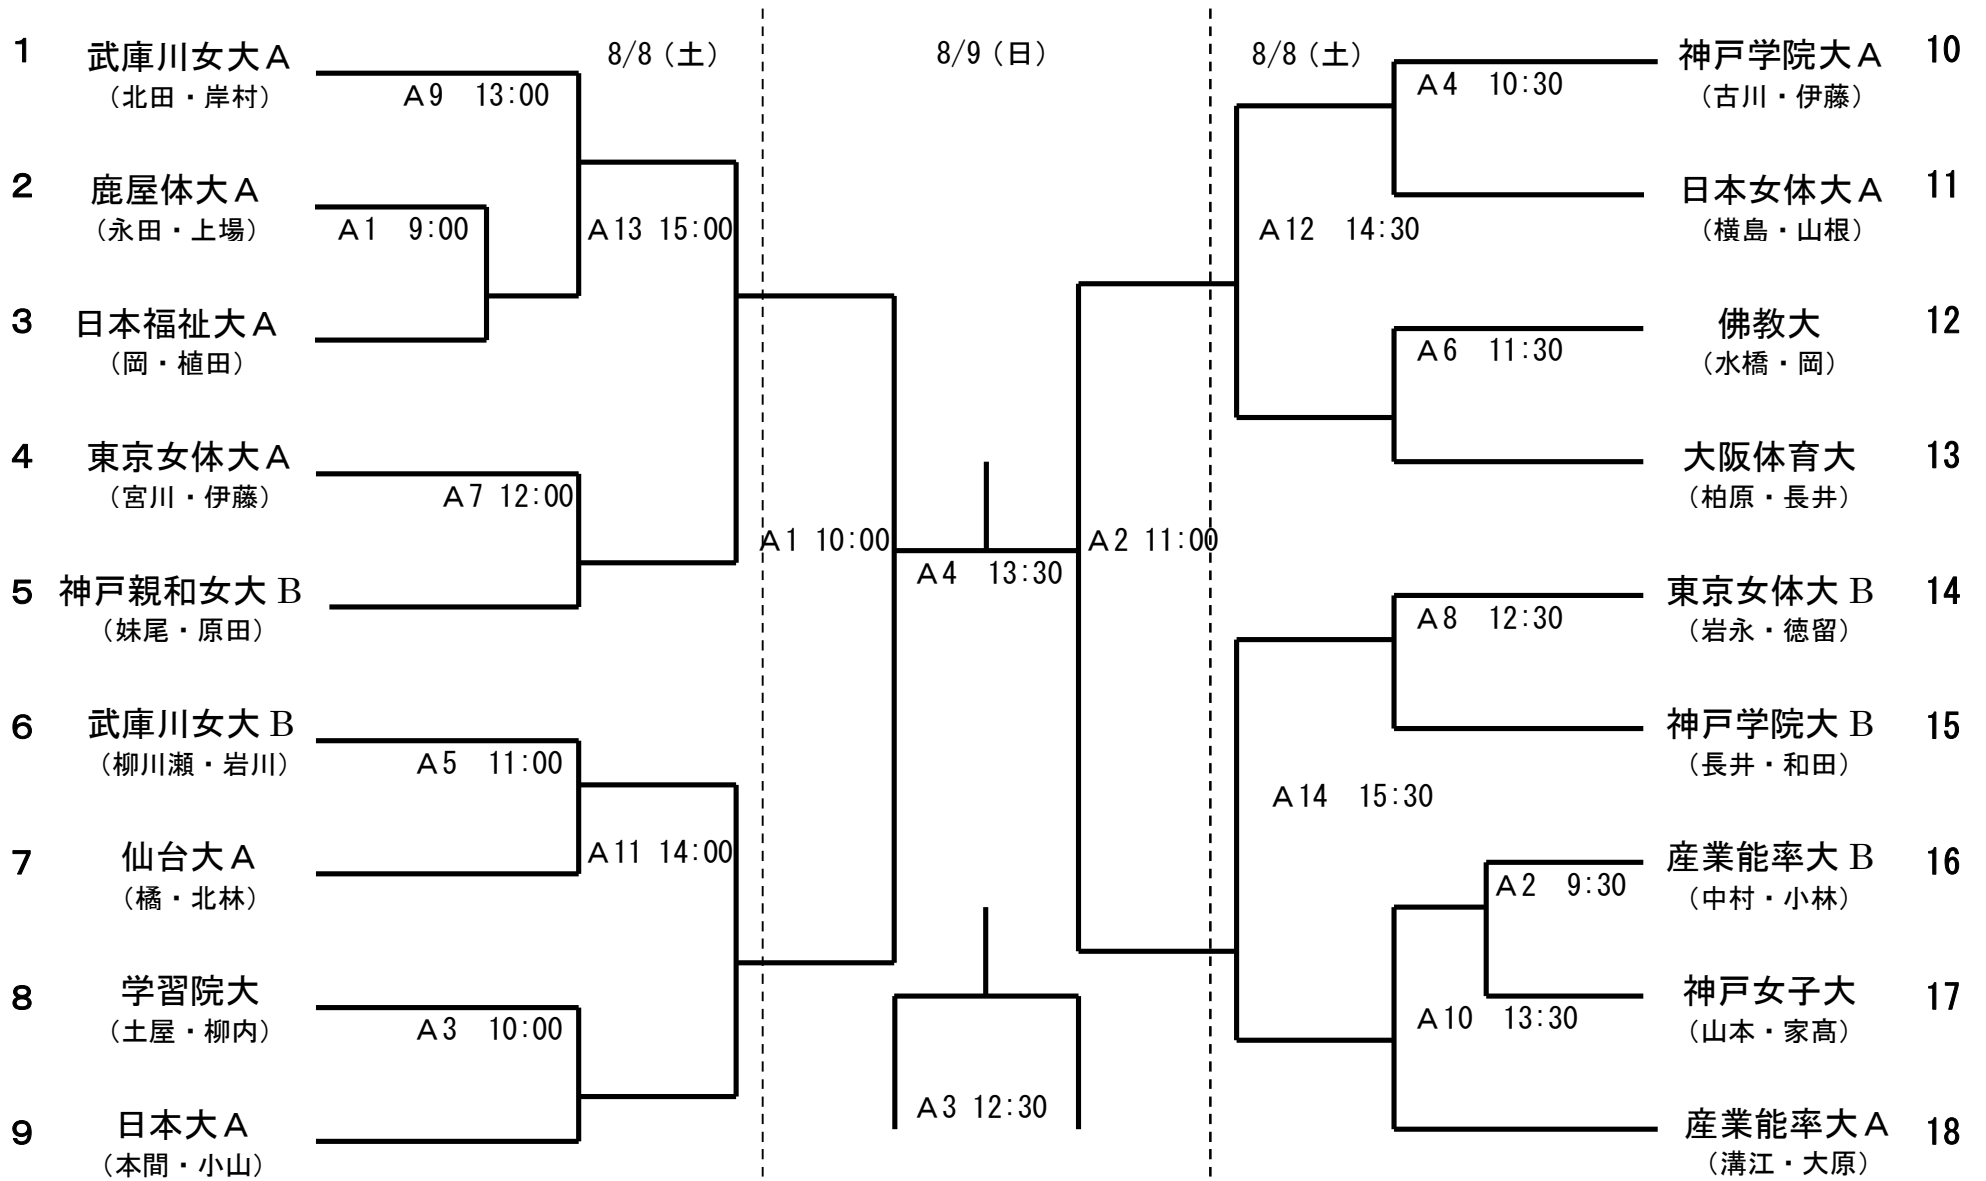 8/8（土）
8/9（日）
8/8（土）
1 武庫川女大A
（北田・岸村）
A9 13:00
2 鹿屋体大A
（永田・上場）
A1 9:00
A13 15:00
3 日本福祉大A
（岡・植田）
4 東京女体大A
（宮川・伊藤）
A7 12:00
5 神戸親和女大B
（妹尾・原田）
6 武庫川女大B
（柳川瀬・岩川）
A5 11:00
7 仙台大A
（橘・北林）
A11 14:00
8 学習院大
（土屋・柳内）
A3 10:00
9 日本大A
（本間・小山）
A1 10:00
A4 13:30
A2 11:00
A3 12:30
神戸学院大A 10
（古川・伊藤）
A4 10:30
日本女体大A 11
（横島・山根）
A12 14:30
佛教大 12
（水橋・岡）
A6 11:30
大阪体育大 13
（柏原・長井）
東京女体大B 14
（岩永・徳留）
A8 12:30
神戸学院大B 15
（長井・和田）
A14 15:30
産業能率大B 16
（中村・小林）
A2 9:30
神戸女子大 17
（山本・家髙）
A10 13:30
産業能率大A 18
（溝江・大原）